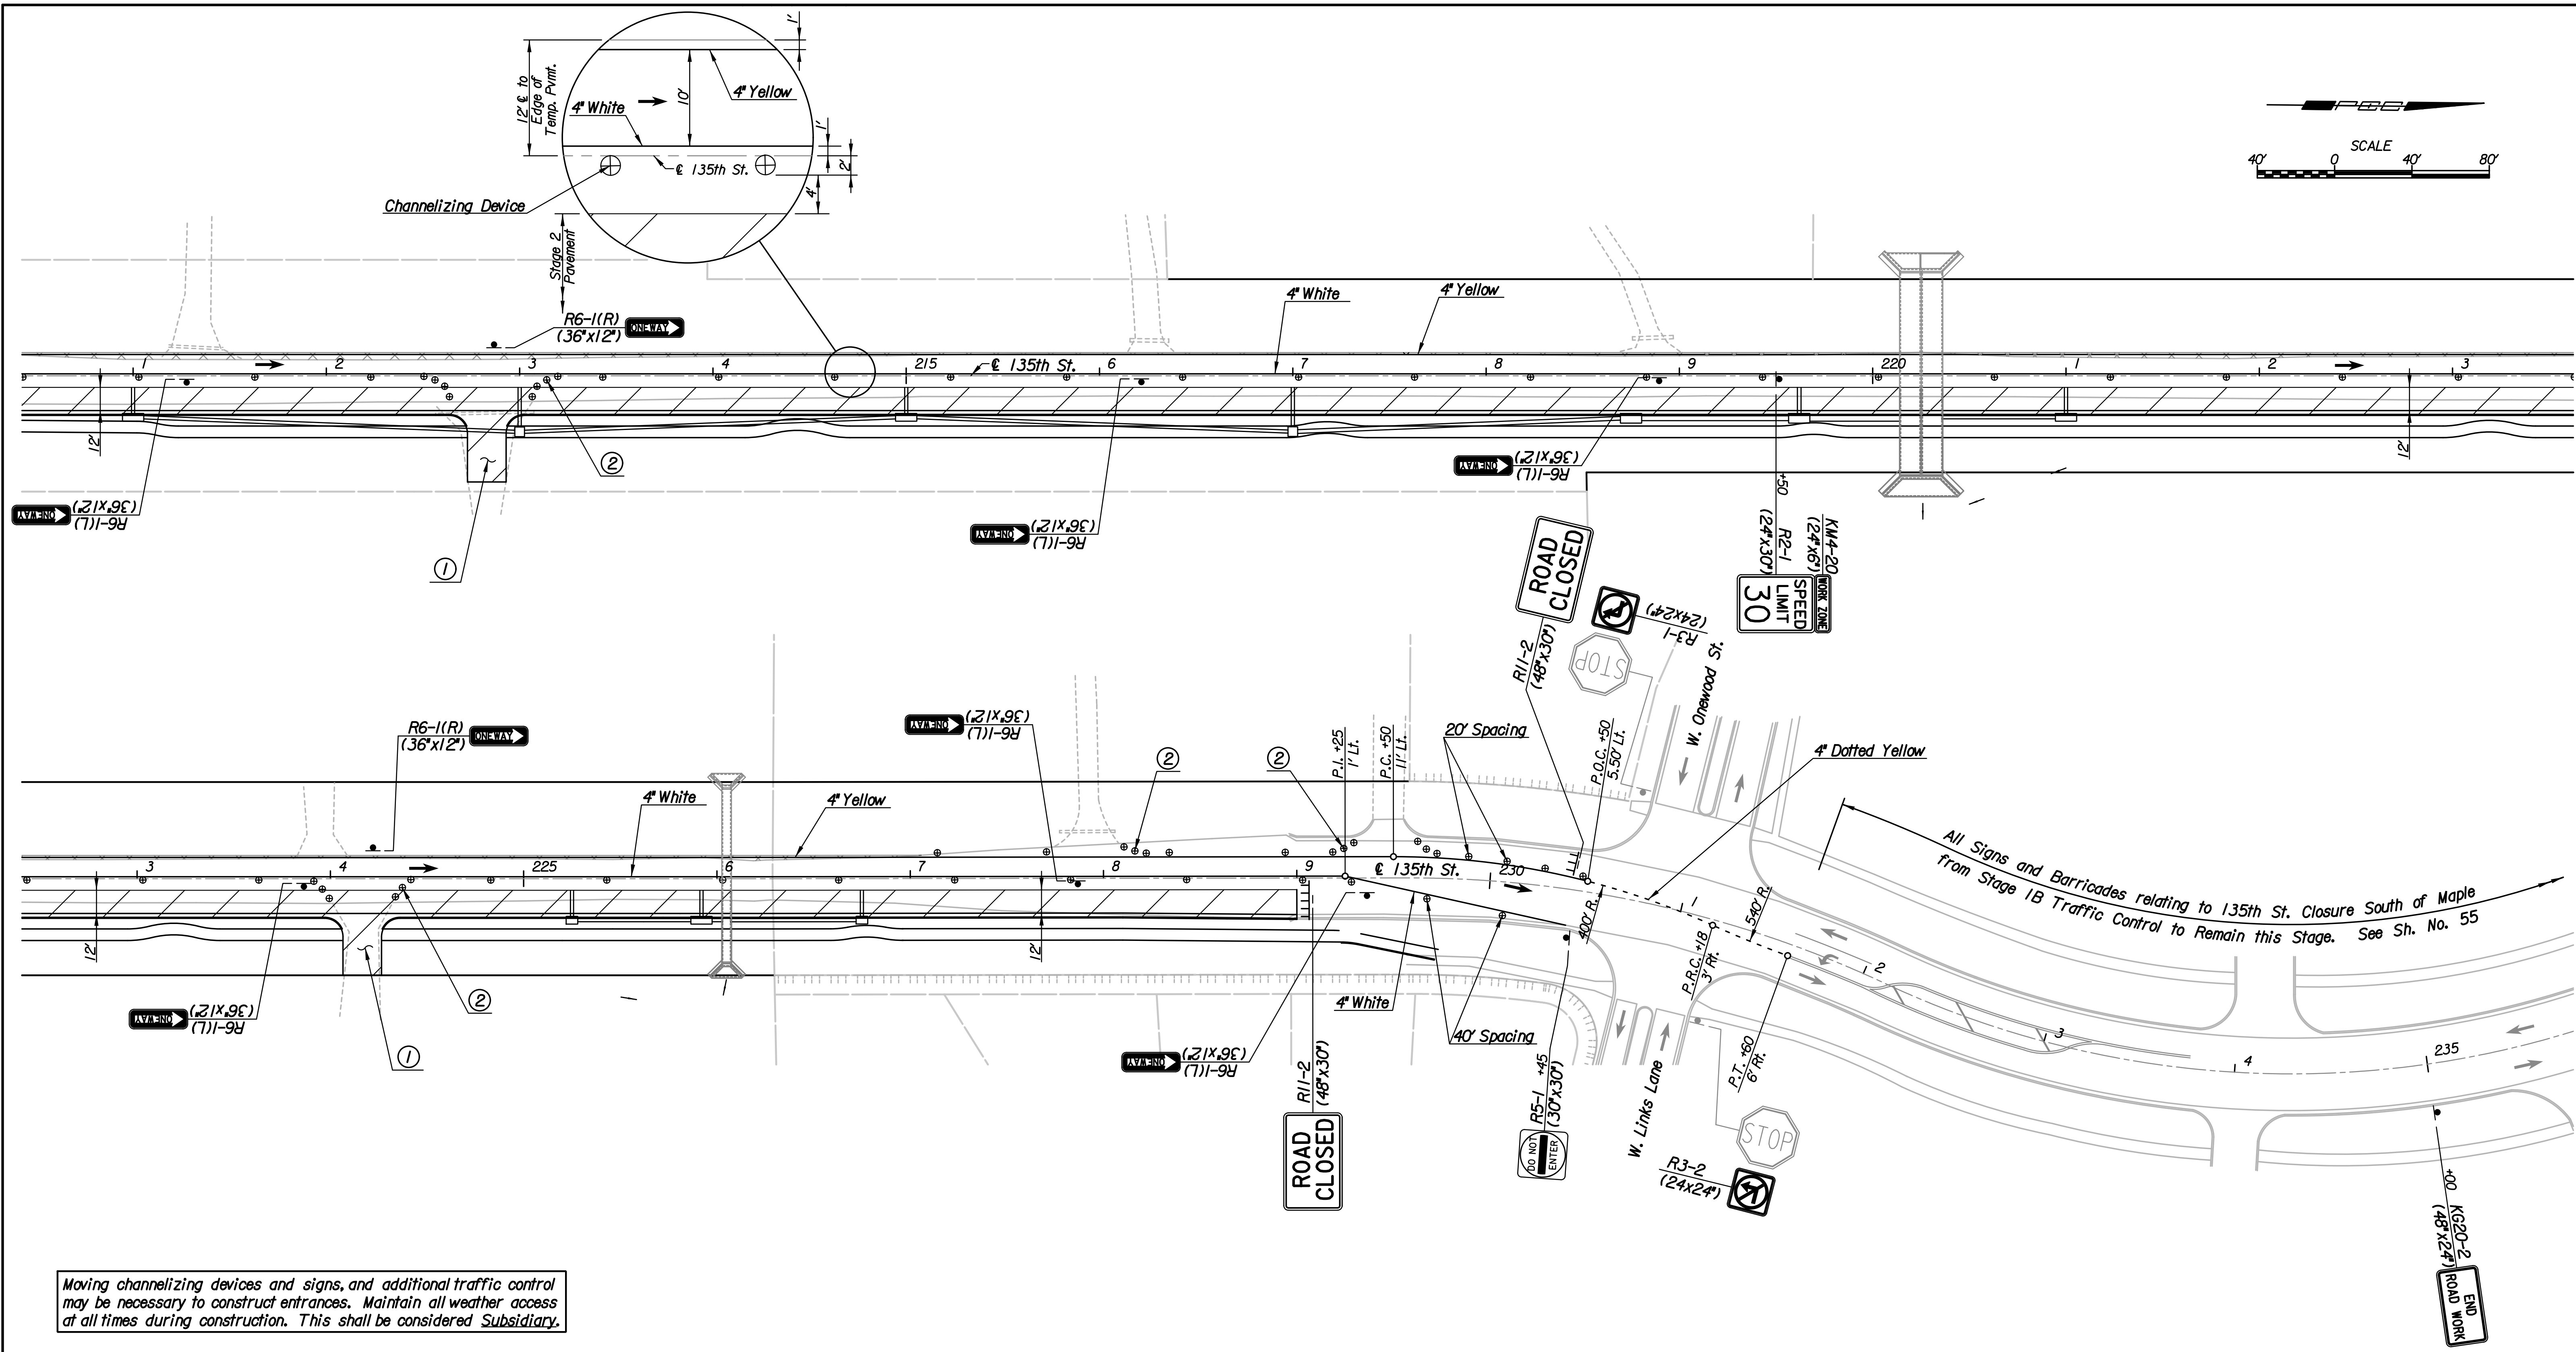 12' ℄ to
Edge of
Temp. Pvmt.
1'
10'
4" Yellow
4" White
1'
2'
4'
℄ 135th St.
Channelizing Device
Stage 2
Pavement
SCALE
40' 0 40' 80'
R6-1(R)
(36"x12")
ONE WAY
4" White
4" Yellow
1 2 3 4 215 6 7 8 9 220 1 2 3
℄ 135th St.
12'
12'
2
1
ONE WAY
R6-1(L)
(36"x12")
ONE WAY
R6-1(L)
(36"x12")
ONE WAY
R6-1(L)
(36"x12")
+50
R2-1
(24"x30")
KM4-20
(24"x6")
WORK ZONE
SPEED
LIMIT
30
ROAD
CLOSED
R11-2
(48"x30")
R3-1
(24x24")
STOP
W. Onewood St.
R6-1(R)
(36"x12")
ONE WAY
ONE WAY
R6-1(L)
(36"x12")
4" White
4" Yellow
2
2
P.I. +25
1' Lt.
P.C. +50
11' Lt.
20' Spacing
P.O.C. +50
5.50' Lt.
4" Dotted Yellow
All Signs and Barricades relating to 135th St. Closure South of Maple
from Stage 1B Traffic Control to Remain this Stage. See Sh. No. 55
3 4 225 6 7 8 9 230 1 2 3 4 235
℄ 135th St.
12'
12'
400' R.
540' R.
P.R.C. +18
3' Rt.
P.T. +60
6' Rt.
ONE WAY
R6-1(L)
(36"x12")
2
1
ONE WAY
R6-1(L)
(36"x12")
4" White
40' Spacing
R11-2
(48"x30")
ROAD
CLOSED
R5-1 +45
(30"x30")
DO NOT
ENTER
W. Links Lane
STOP
R3-2
(24x24")
+00 KG20-2
(48"x24")
END
ROAD WORK
Moving channelizing devices and signs, and additional traffic control
may be necessary to construct entrances. Maintain all weather access
at all times during construction. This shall be considered Subsidiary.